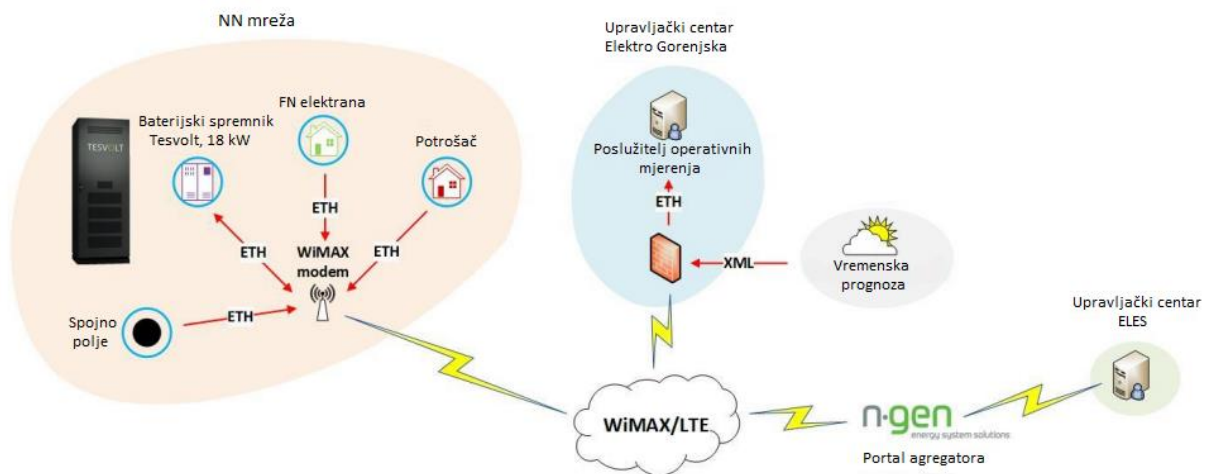 NN mreža
Baterijski spremnik
Tesvolt, 18 kW
FN elektrana
Potrošač
TESVOLT
ETH
ETH
ETH
WiMAX
modem
ETH
Spojno
polje
Upravljački centar
Elektro Gorenjska
Poslužitelj operativnih
mjerenja
ETH
XML
Vremenska
prognoza
WiMAX/LTE
n·gen
energy system solutions
Portal agregatora
Upravljački centar
ELES